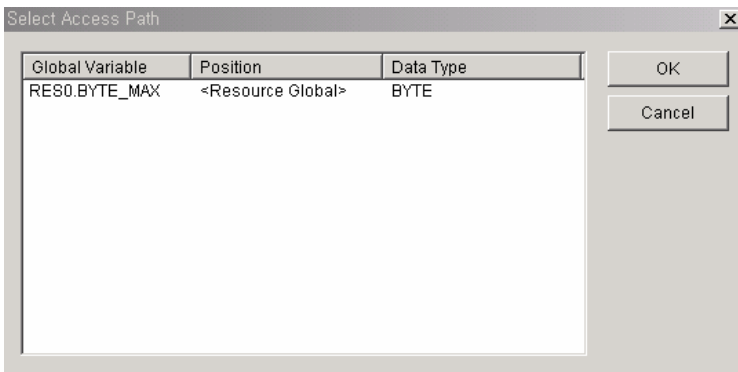 Select Access Path
Global Variable Position Data Type
RES0.BYTE_MAX <Resource Global> BYTE
OK
Cancel